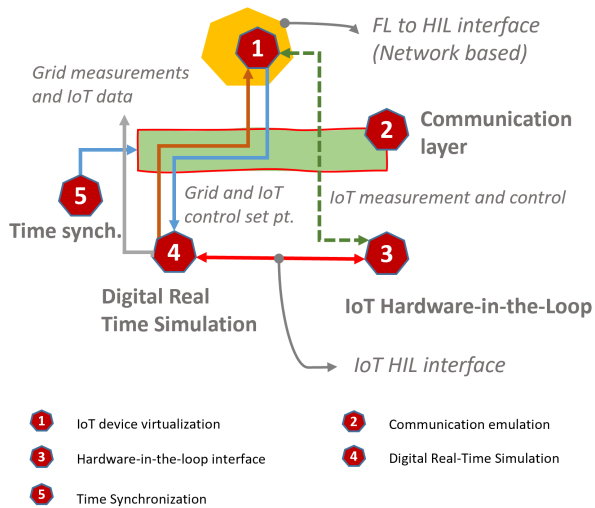 1
FL to HIL interface
(Network based)
Grid measurements
and IoT data
2
Communication
layer
5
Time synch.
Grid and IoT
control set pt.
IoT measurement and control
4
3
Digital Real
Time Simulation
IoT Hardware-in-the-Loop
IoT HIL interface
1 IoT device virtualization
2 Communication emulation
3 Hardware-in-the-loop interface
4 Digital Real-Time Simulation
5 Time Synchronization